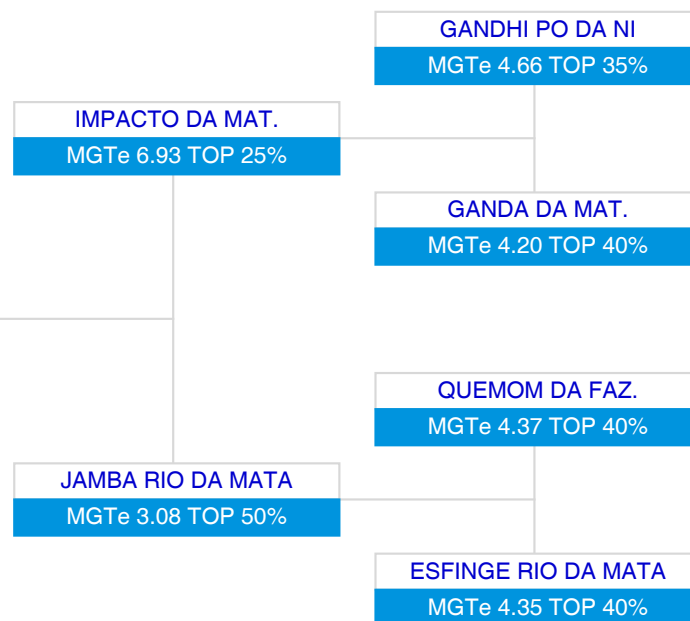 GANDHI PO DA NI
MGTe 4.66 TOP 35%
IMPACTO DA MAT.
MGTe 6.93 TOP 25%
GANDA DA MAT.
MGTe 4.20 TOP 40%
QUEMOM DA FAZ.
MGTe 4.37 TOP 40%
JAMBA RIO DA MATA
MGTe 3.08 TOP 50%
ESFINGE RIO DA MATA
MGTe 4.35 TOP 40%